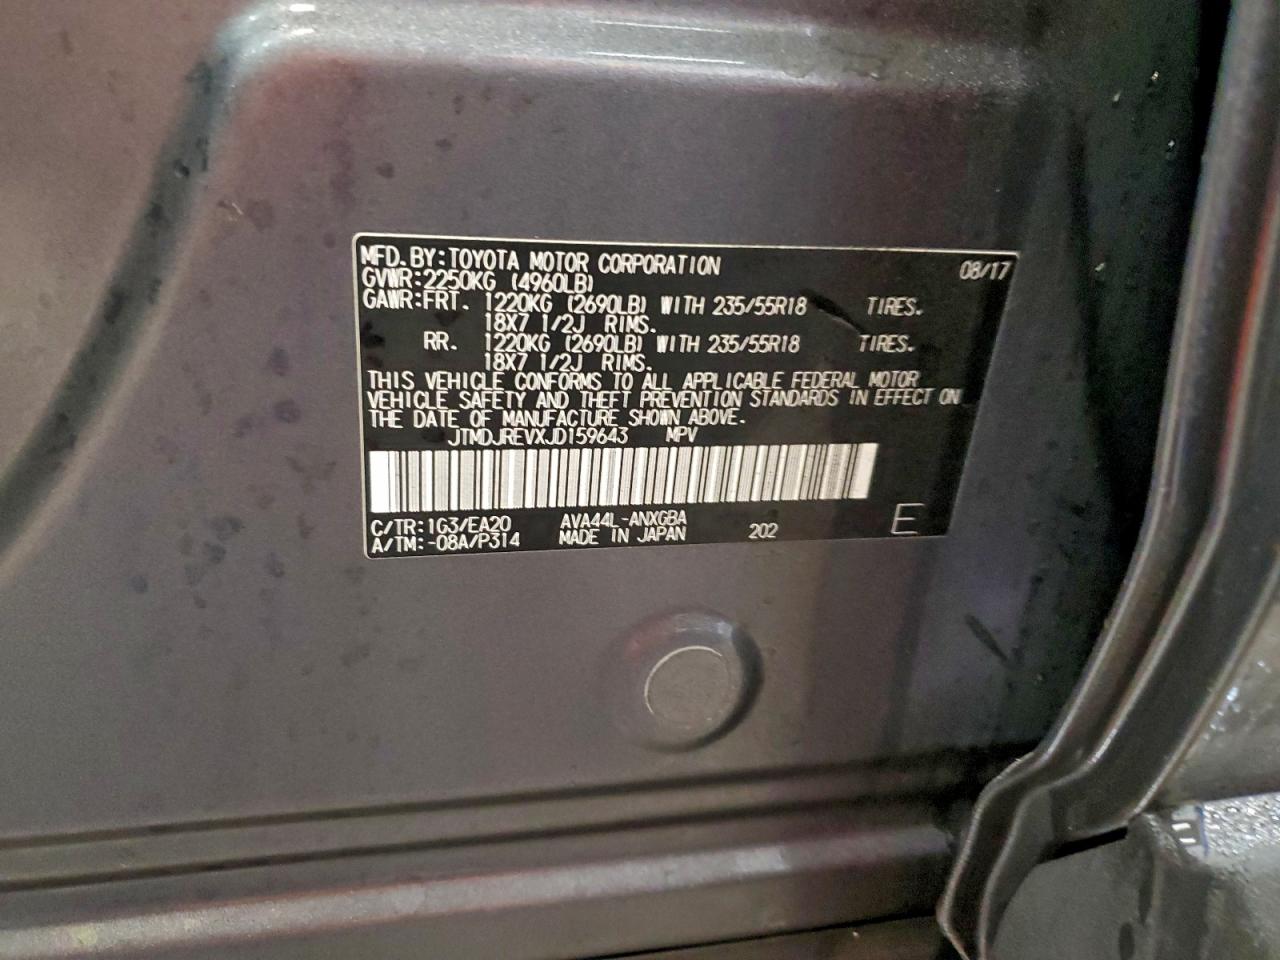 MFD. BY: TOYOTA MOTOR CORPORATION 08/17
GVWR: 2250KG (4960LB)
GAWR: FRT. 1220KG (2690LB) WITH 235/55R18 TIRES.
18X7 1/2J RIMS.
RR. 1220KG (2690LB) WITH 235/55R18 TIRES.
18X7 1/2J RIMS.
THIS VEHICLE CONFORMS TO ALL APPLICABLE FEDERAL MOTOR
VEHICLE SAFETY AND THEFT PREVENTION STANDARDS IN EFFECT ON
THE DATE OF MANUFACTURE SHOWN ABOVE.
JTMDJREVXJD159643 MPV
C/TR: 1G3/EA20 AVA44L-ANXGBA
A/TM: -08A/P314 MADE IN JAPAN 202 E